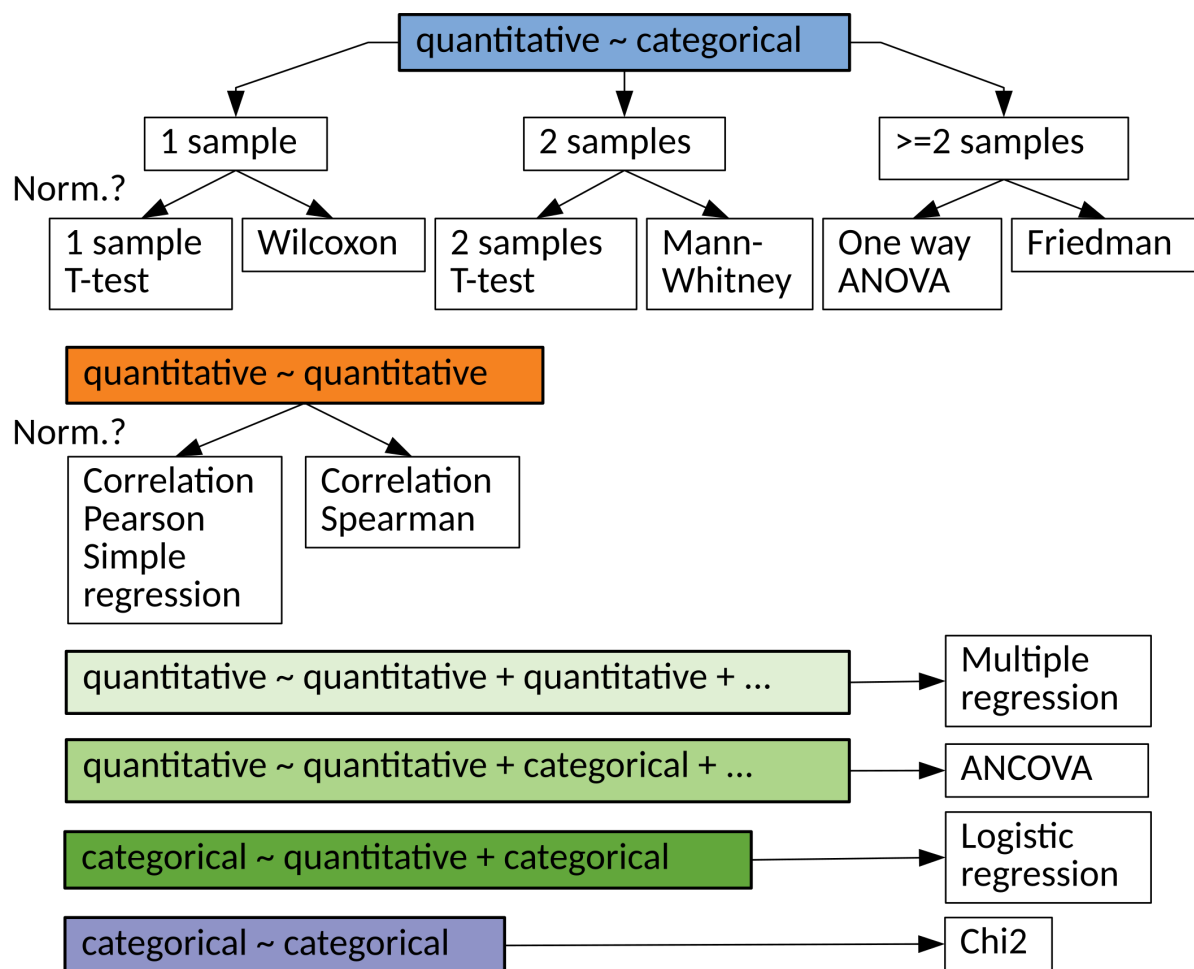 quantitative ~ categorical
1 sample
2 samples
>=2 samples
Norm.?
1 sample
T-test
Wilcoxon
2 samples
T-test
Mann-
Whitney
One way
ANOVA
Friedman
quantitative ~ quantitative
Norm.?
Correlation
Pearson
Simple
regression
Correlation
Spearman
quantitative ~ quantitative + quantitative + ...
Multiple
regression
quantitative ~ quantitative + categorical + ...
ANCOVA
categorical ~ quantitative + categorical
Logistic
regression
categorical ~ categorical
Chi2